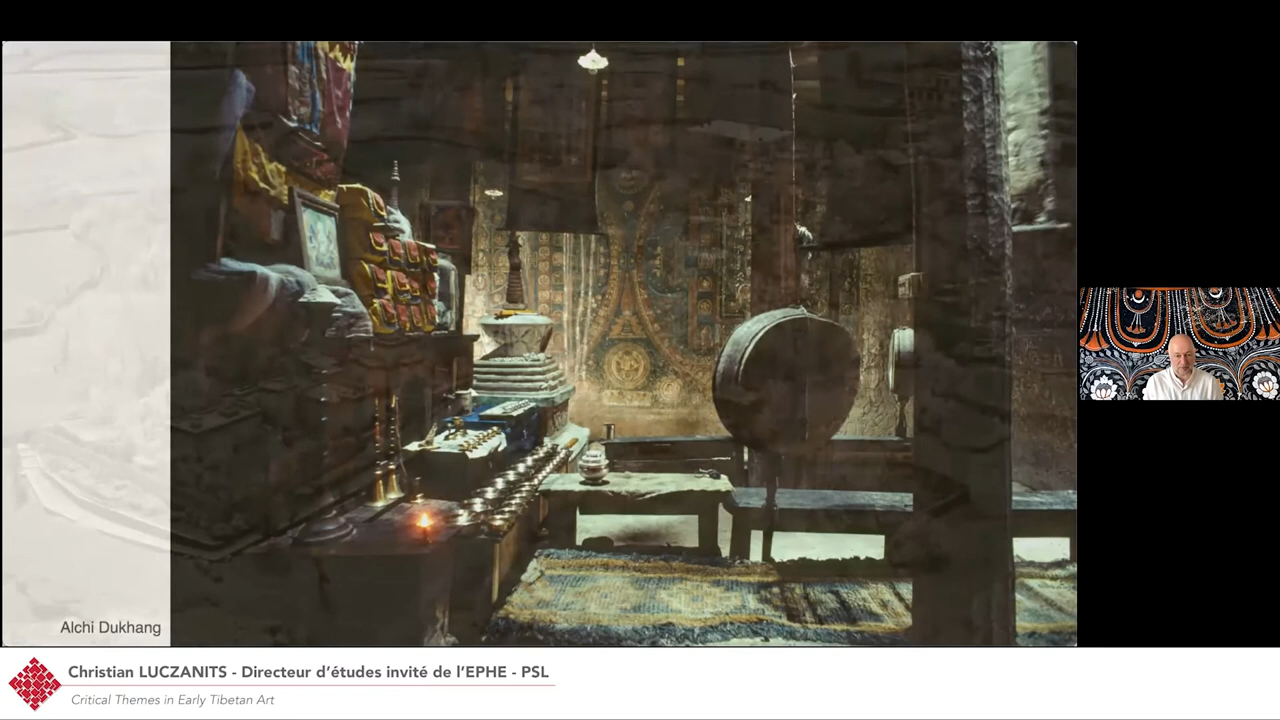 Alchi Dukhang
Christian LUCZANITS - Directeur d'études invité de l'EPHE - PSL
Critical Themes in Early Tibetan Art